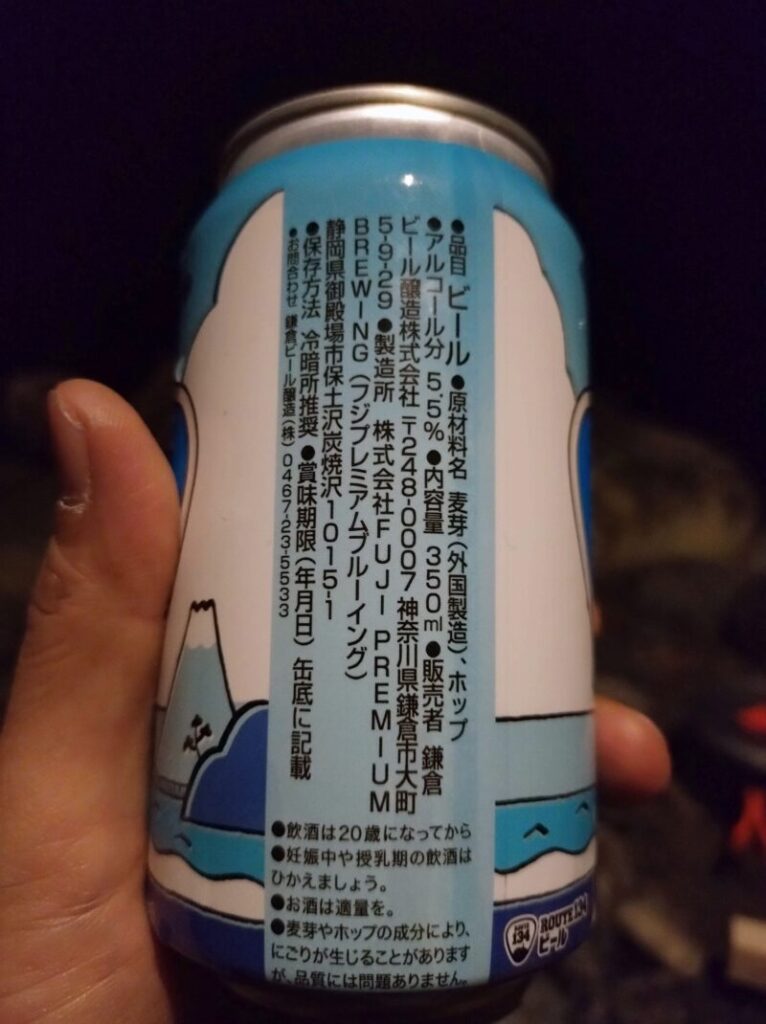 ●品目 ビール ●原材料名 麦芽(外国製造)、ホップ
●アルコール分 5.5% ●内容量 350ml ●販売者 鎌倉
ビール醸造株式会社 〒248-0007 神奈川県鎌倉市大町
5-9-29 ●製造所 株式会社FUJI PREMIUM
BREWING(フジプレミアムブルーイング)
静岡県御殿場市保土沢炭焼沢1015-1
●保存方法 冷暗所推奨 ●賞味期限(年月日) 缶底に記載
●お問合わせ 鎌倉ビール醸造(株) 0467-23-5533
●飲酒は20歳になってから
●妊娠中や授乳期の飲酒は
ひかえましょう。
●お酒は適量を。
●麦芽やホップの成分により、
にごりが生じることがあります
が、品質には問題ありません。
ROUTE
134
ROUTE 134
ビール